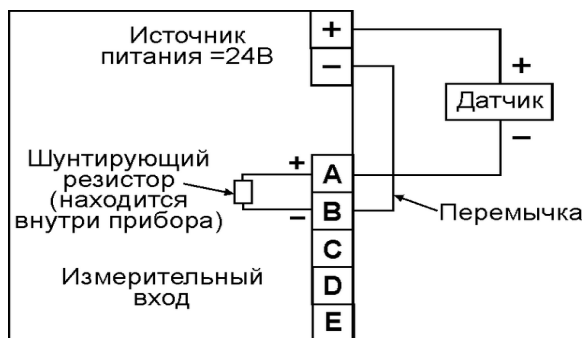 Источник
питания =24В
+
−
+
Датчик
−
Шунтирующий
резистор
(находится
внутри прибора)
+
−
A
B
C
D
E
Перемычка
Измерительный
вход